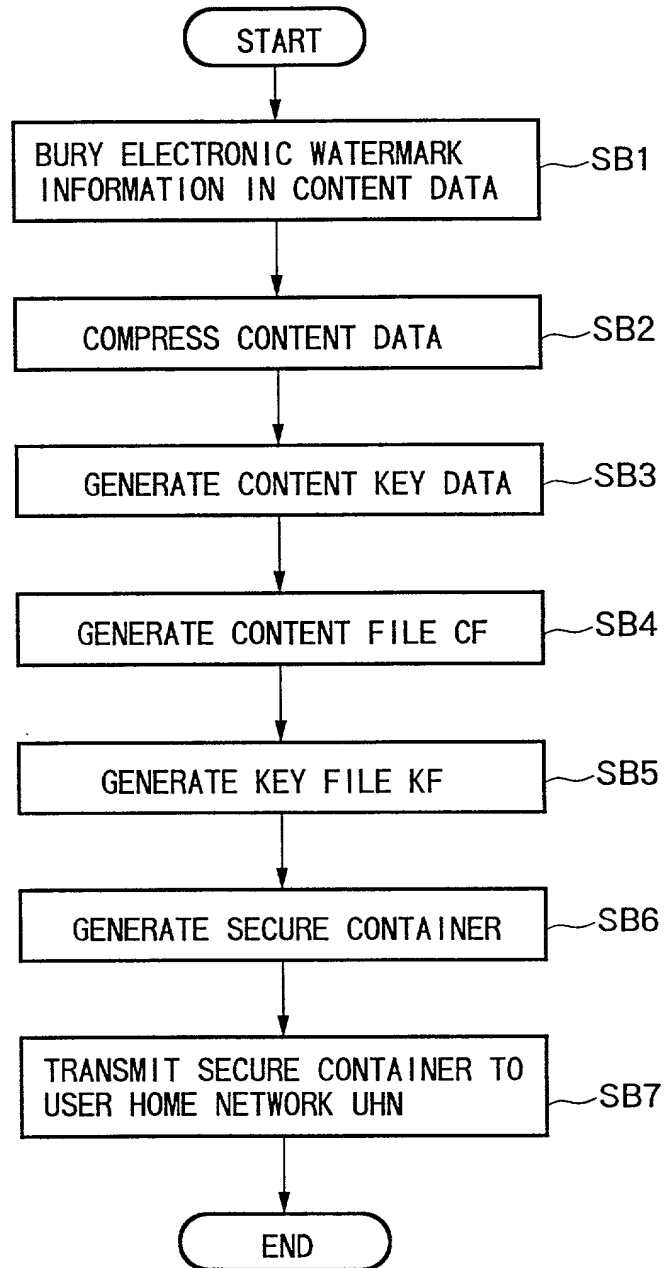 START
BURY ELECTRONIC WATERMARK
INFORMATION IN CONTENT DATA
SB1
COMPRESS CONTENT DATA
SB2
GENERATE CONTENT KEY DATA
SB3
GENERATE CONTENT FILE CF
SB4
GENERATE KEY FILE KF
SB5
GENERATE SECURE CONTAINER
SB6
TRANSMIT SECURE CONTAINER TO
USER HOME NETWORK UHN
SB7
END